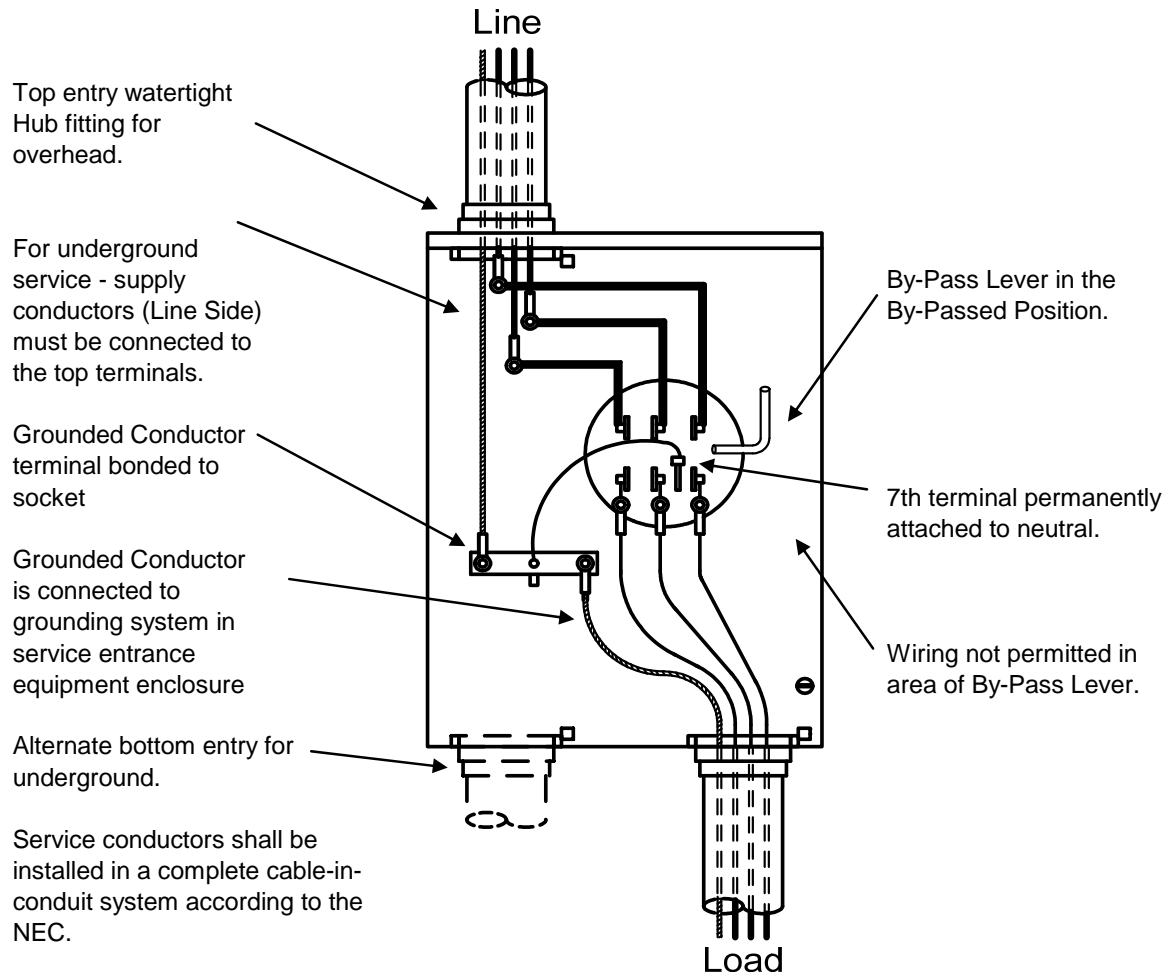 Line
Top entry watertight
Hub fitting for
overhead.
For underground
service - supply
conductors (Line Side)
must be connected to
the top terminals.
Grounded Conductor
terminal bonded to
socket
Grounded Conductor
is connected to
grounding system in
service entrance
equipment enclosure
Alternate bottom entry for
underground.
Service conductors shall be
installed in a complete cable-in-
conduit system according to the
NEC.
By-Pass Lever in the
By-Passed Position.
7th terminal permanently
attached to neutral.
Wiring not permitted in
area of By-Pass Lever.
Load